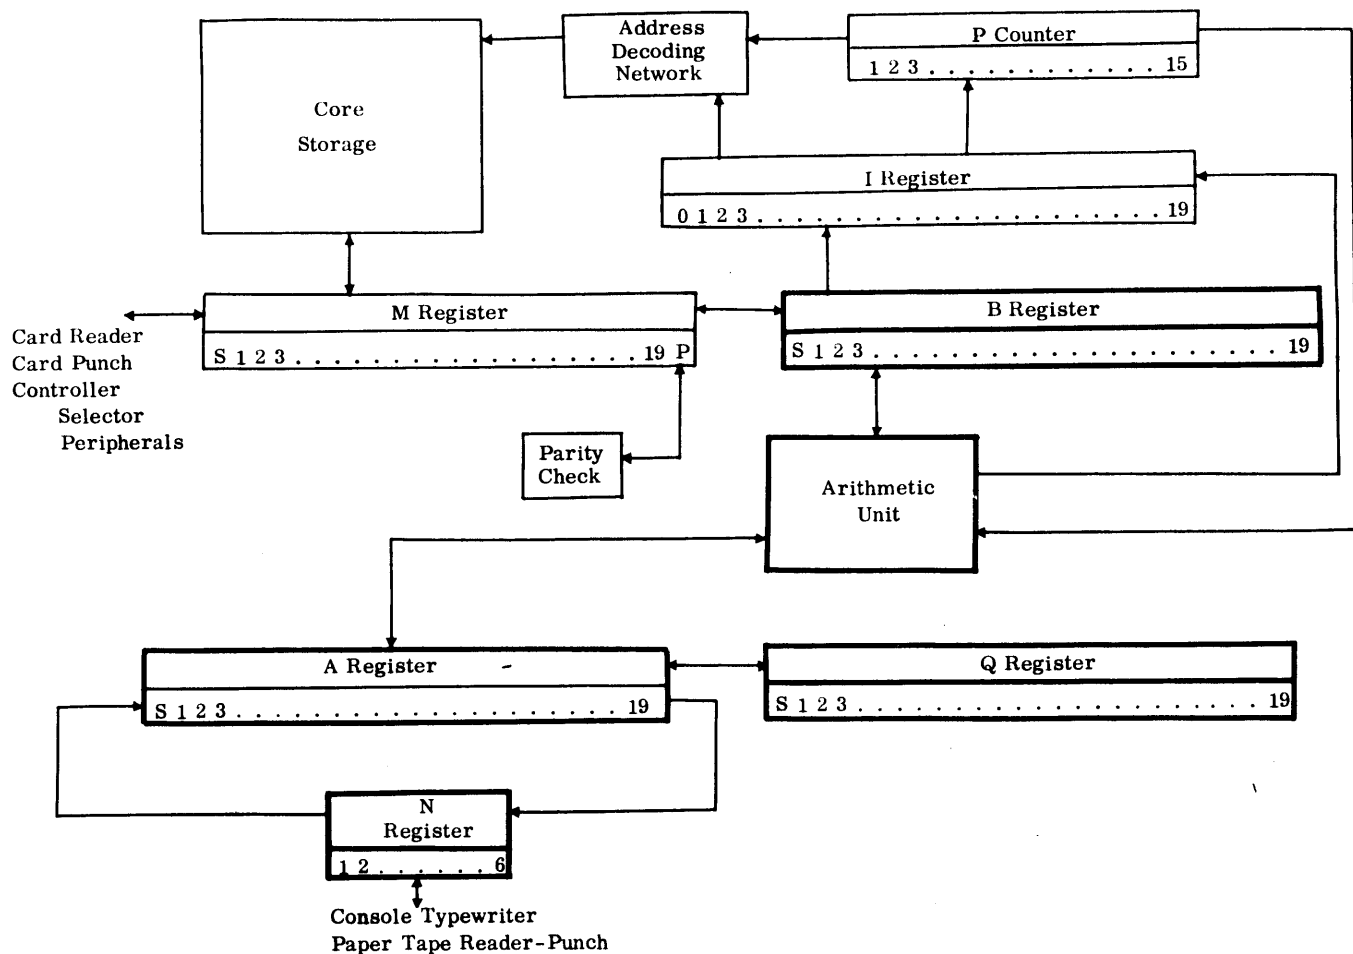 Core
Storage
Address
Decoding
Network
P Counter
1 2 3 . . . . . . . . . . . . 15
I Register
0 1 2 3 . . . . . . . . . . . . . . . . . . . . . 19
M Register
S 1 2 3 . . . . . . . . . . . . . . . . . . 19 P
B Register
S 1 2 3 . . . . . . . . . . . . . . . . . . . . . 19
Card Reader
Card Punch
Controller
Selector
Peripherals
Parity
Check
Arithmetic
Unit
A Register
S 1 2 3 . . . . . . . . . . . . . . . . . . . . 19
Q Register
S 1 2 3 . . . . . . . . . . . . . . . . . . . . . 19
N
Register
1 2 . . . . . . 6
Console Typewriter
Paper Tape Reader-Punch